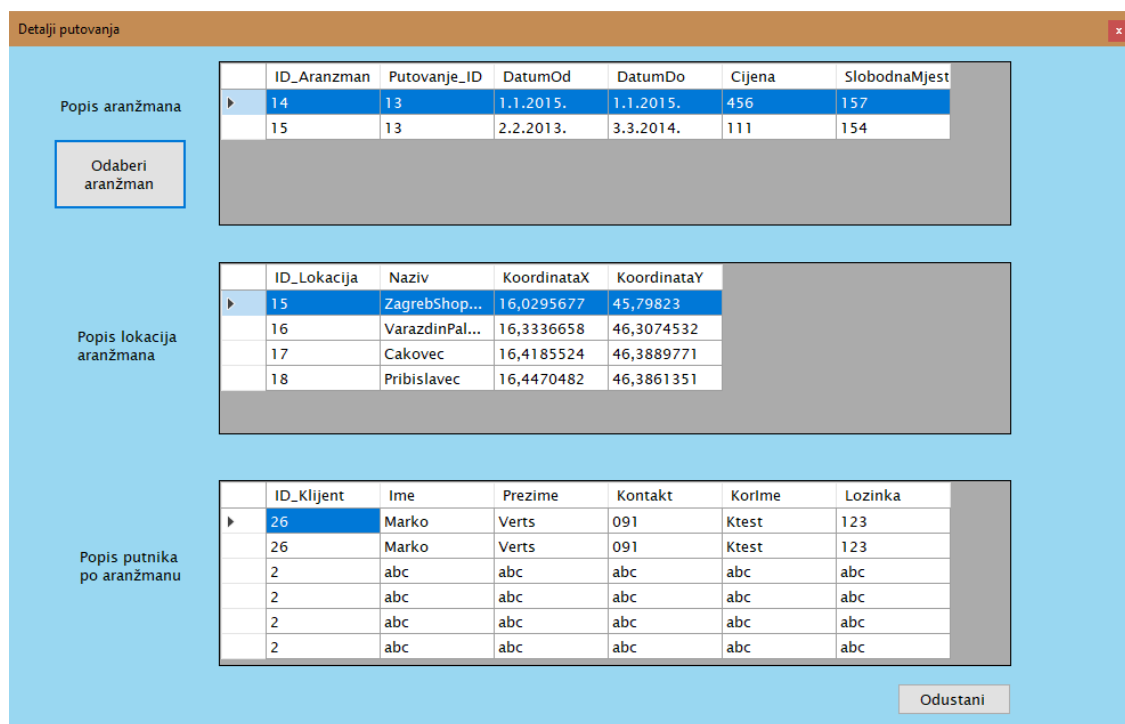 Detalji putovanja
x
Popis aranžmana
Odaberi
aranžman
ID_Aranzman Putovanje_ID DatumOd DatumDo Cijena SlobodnaMjest
14 13 1.1.2015. 1.1.2015. 456 157
15 13 2.2.2013. 3.3.2014. 111 154
Popis lokacija
aranžmana
ID_Lokacija Naziv KoordinataX KoordinataY
15 ZagrebShop... 16,0295677 45,79823
16 VarazdinPal... 16,3336658 46,3074532
17 Cakovec 16,4185524 46,3889771
18 Pribislavec 16,4470482 46,3861351
Popis putnika
po aranžmanu
ID_Klijent Ime Prezime Kontakt KorIme Lozinka
26 Marko Verts 091 Ktest 123
26 Marko Verts 091 Ktest 123
2 abc abc abc abc abc
2 abc abc abc abc abc
2 abc abc abc abc abc
2 abc abc abc abc abc
Odustani